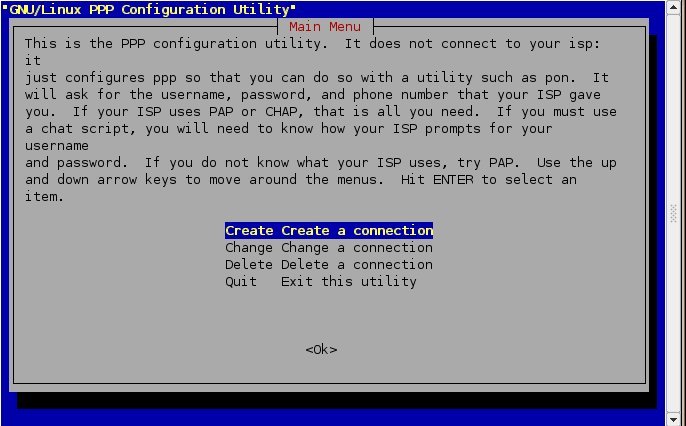 "GNU/Linux PPP Configuration Utility"
Main Menu
This is the PPP configuration utility.  It does not connect to your isp:
it
just configures ppp so that you can do so with a utility such as pon.  It
will ask for the username, password, and phone number that your ISP gave
you.  If your ISP uses PAP or CHAP, that is all you need.  If you must use
a chat script, you will need to know how your ISP prompts for your
username
and password.  If you do not know what your ISP uses, try PAP.  Use the up
and down arrow keys to move around the menus.  Hit ENTER to select an
item.
Create Create a connection
Change Change a connection
Delete Delete a connection
Quit   Exit this utility
<Ok>